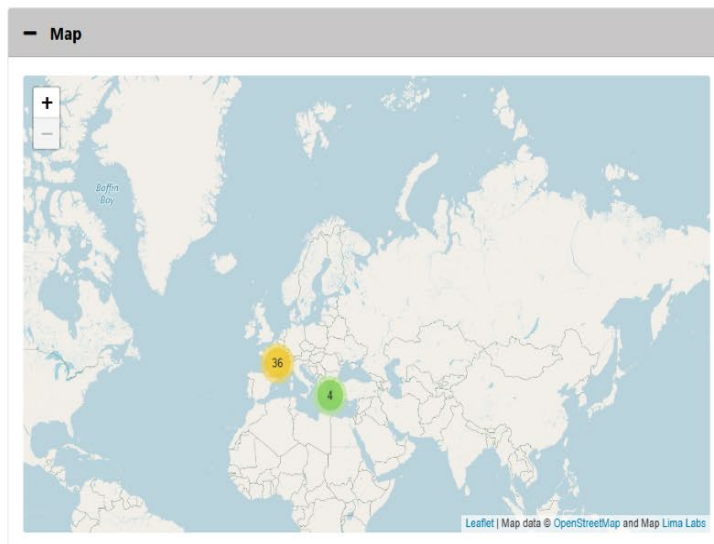 − Map
+
−
Baffin
Bay
36
4
Leaflet | Map data © OpenStreetMap and Map Lima Labs